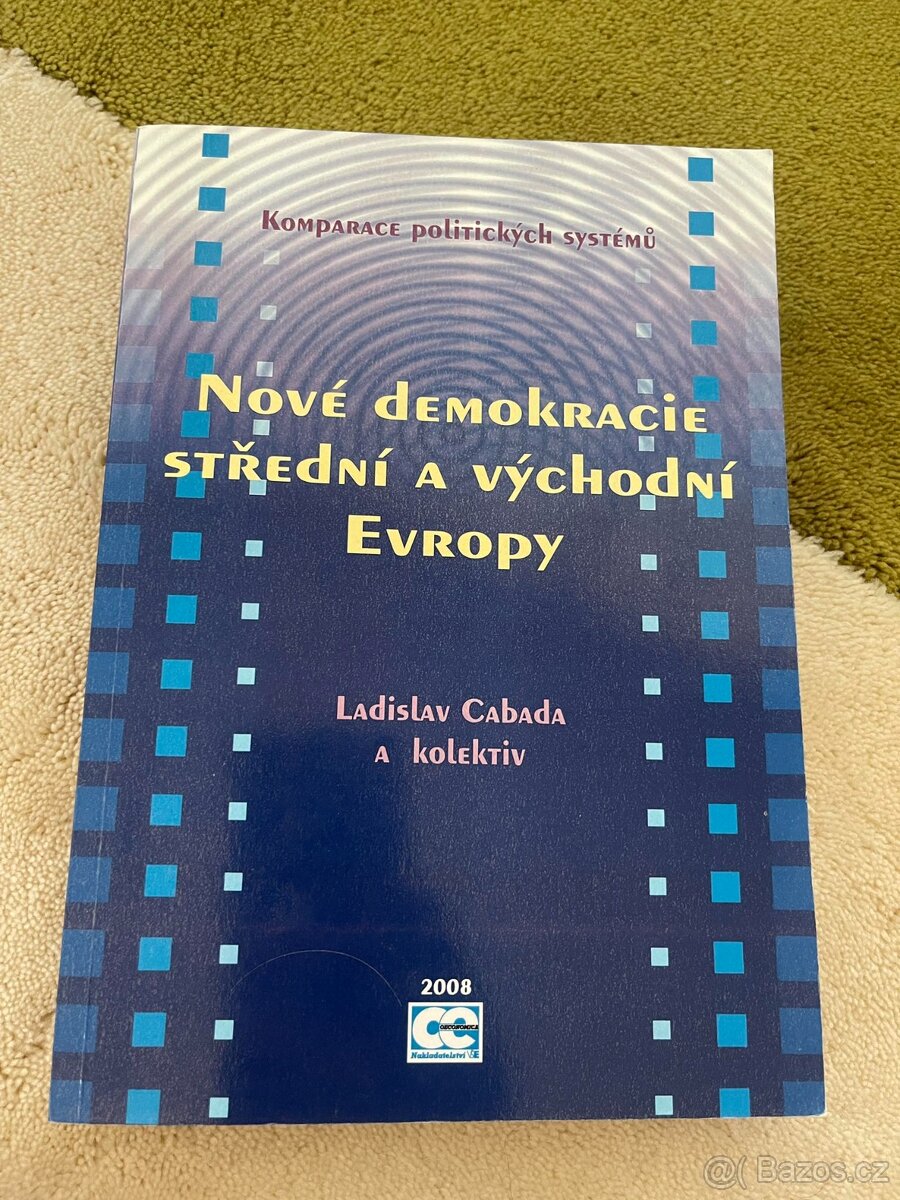 Komparace politických systémů
Nové demokracie
střední a východní
Evropy
Ladislav Cabada
a kolektiv
2008
oe
OECONOMICA
Nakladatelství VŠE
@( Bazos.cz